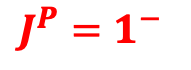 J^P = 1^-